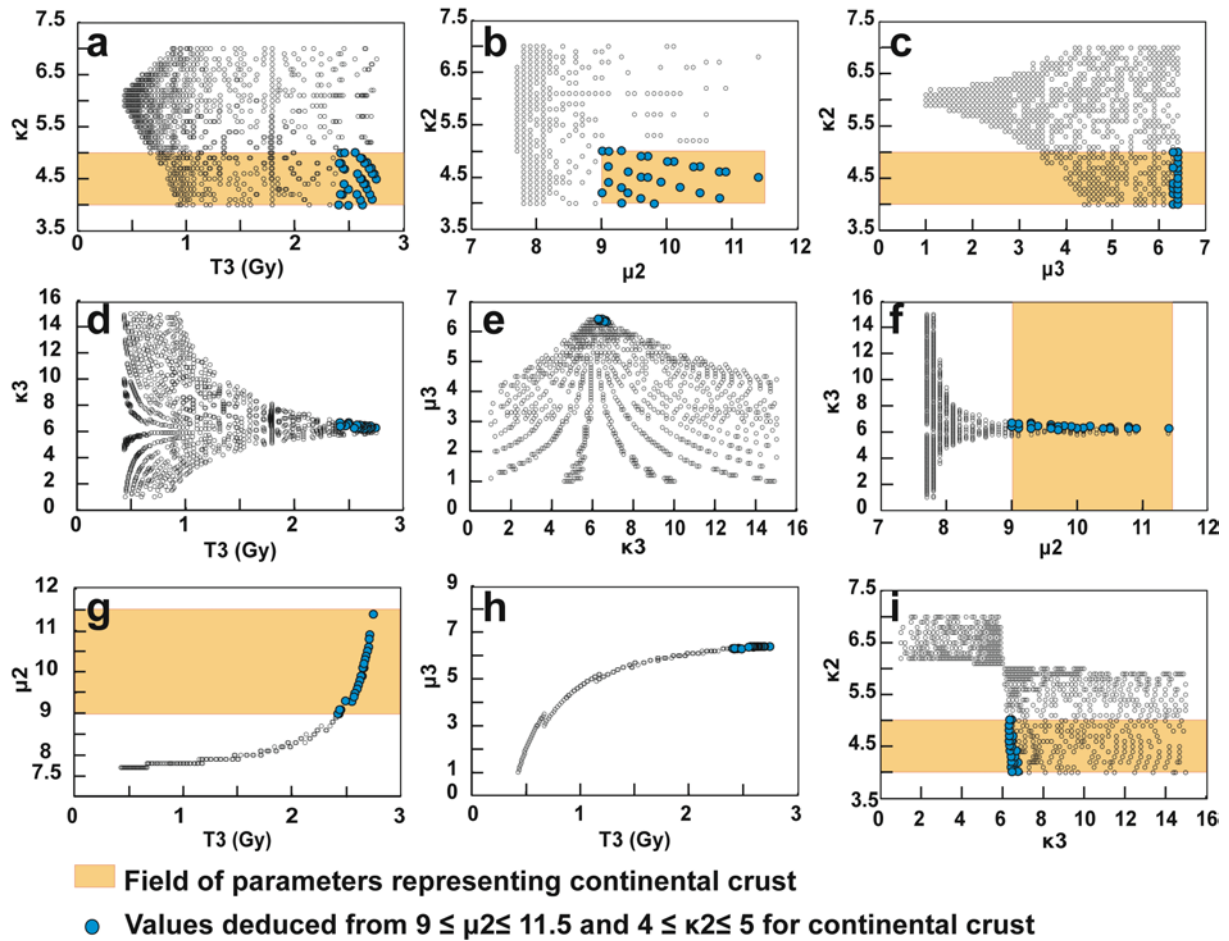 a
7.5
6.5
5.5
4.5
3.5
κ2
0 1 2 3
T3 (Gy)
b
7.5
6.5
5.5
4.5
3.5
κ2
7 8 9 10 11 12
μ2
c
7.5
6.5
5.5
4.5
3.5
κ2
0 1 2 3 4 5 6 7
μ3
d
16
14
12
10
8
6
4
2
0
κ3
0 1 2 3
T3 (Gy)
e
7
6
5
4
3
2
1
0
μ3
0 2 4 6 8 10 12 14 16
κ3
f
16
14
12
10
8
6
4
2
0
κ3
7 8 9 10 11 12
μ2
g
12
11
10
9
8
7.5
μ2
0 1 2 3
T3 (Gy)
h
9
7
5
3
1
0
μ3
0 1 2 3
T3 (Gy)
i
7.5
6.5
5.5
4.5
3.5
κ2
0 2 4 6 8 10 12 14 16
κ3
Field of parameters representing continental crust
Values deduced from 9 ≤ μ2≤ 11.5 and 4 ≤ κ2≤ 5 for continental crust